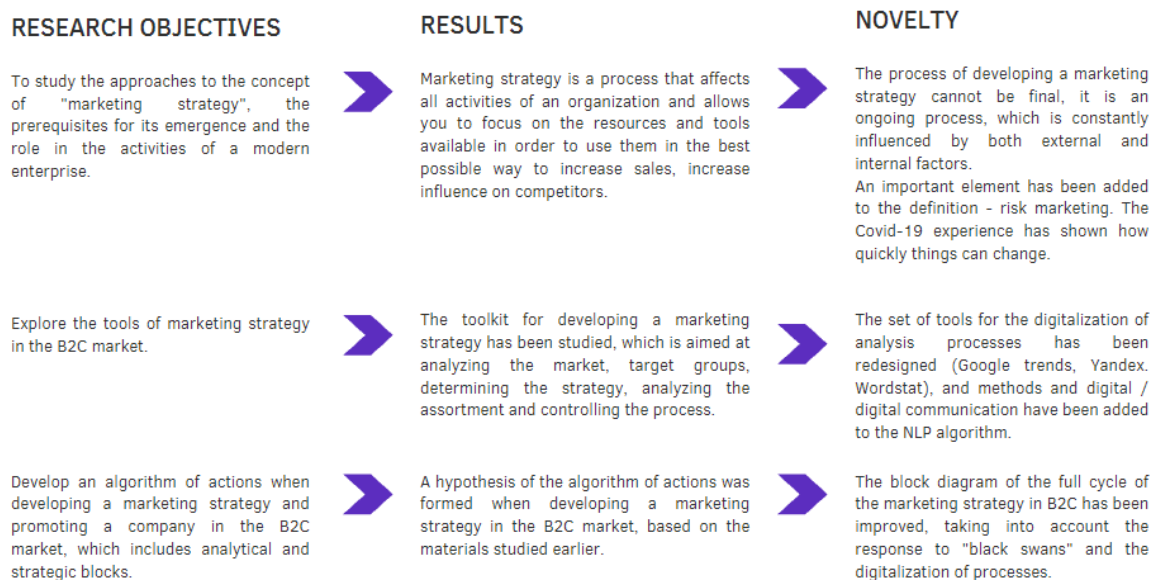 RESEARCH OBJECTIVES
To study the approaches to the concept
of "marketing strategy", the
prerequisites for its emergence and the
role in the activities of a modern
enterprise.
RESULTS
Marketing strategy is a process that affects
all activities of an organization and allows
you to focus on the resources and tools
available in order to use them in the best
possible way to increase sales, increase
influence on competitors.
NOVELTY
The process of developing a marketing
strategy cannot be final, it is an
ongoing process, which is constantly
influenced by both external and
internal factors.
An important element has been added
to the definition - risk marketing. The
Covid-19 experience has shown how
quickly things can change.
Explore the tools of marketing strategy
in the B2C market.
The toolkit for developing a marketing
strategy has been studied, which is aimed at
analyzing the market, target groups,
determining the strategy, analyzing the
assortment and controlling the process.
The set of tools for the digitalization of
analysis processes has been
redesigned (Google trends, Yandex.
Wordstat), and methods and digital /
digital communication have been added
to the NLP algorithm.
Develop an algorithm of actions when
developing a marketing strategy and
promoting a company in the B2C
market, which includes analytical and
strategic blocks.
A hypothesis of the algorithm of actions was
formed when developing a marketing
strategy in the B2C market, based on the
materials studied earlier.
The block diagram of the full cycle of
the marketing strategy in B2C has been
improved, taking into account the
response to "black swans" and the
digitalization of processes.